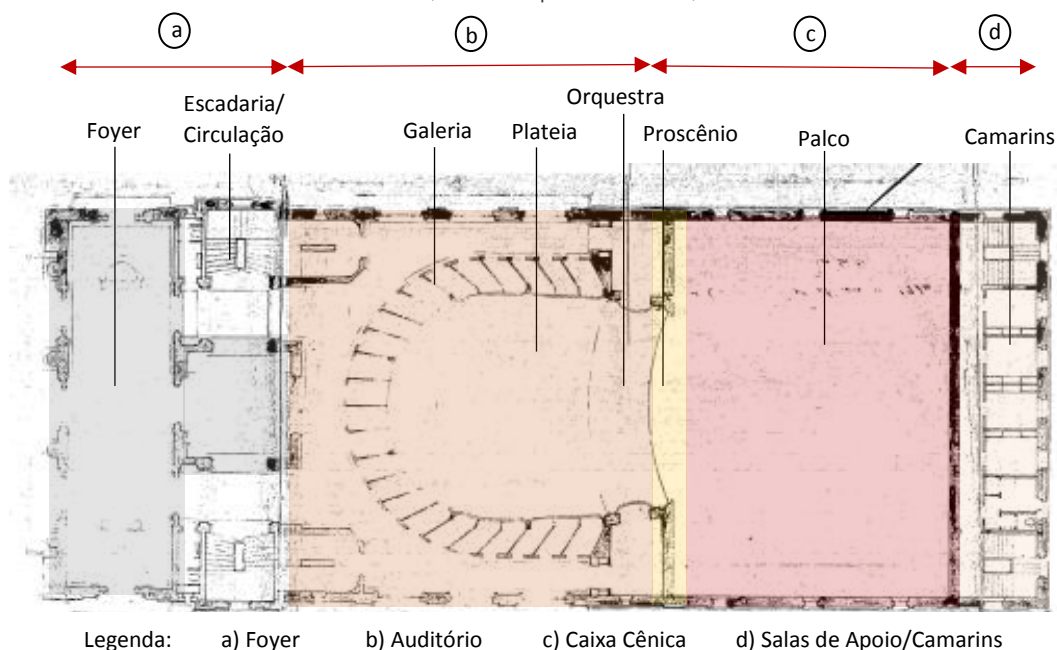 a b c d
Orquestra
Escadaria/
Circulação
Foyer Galeria Plateia Proscênio Palco Camarins
Legenda: a) Foyer b) Auditório c) Caixa Cênica d) Salas de Apoio/Camarins